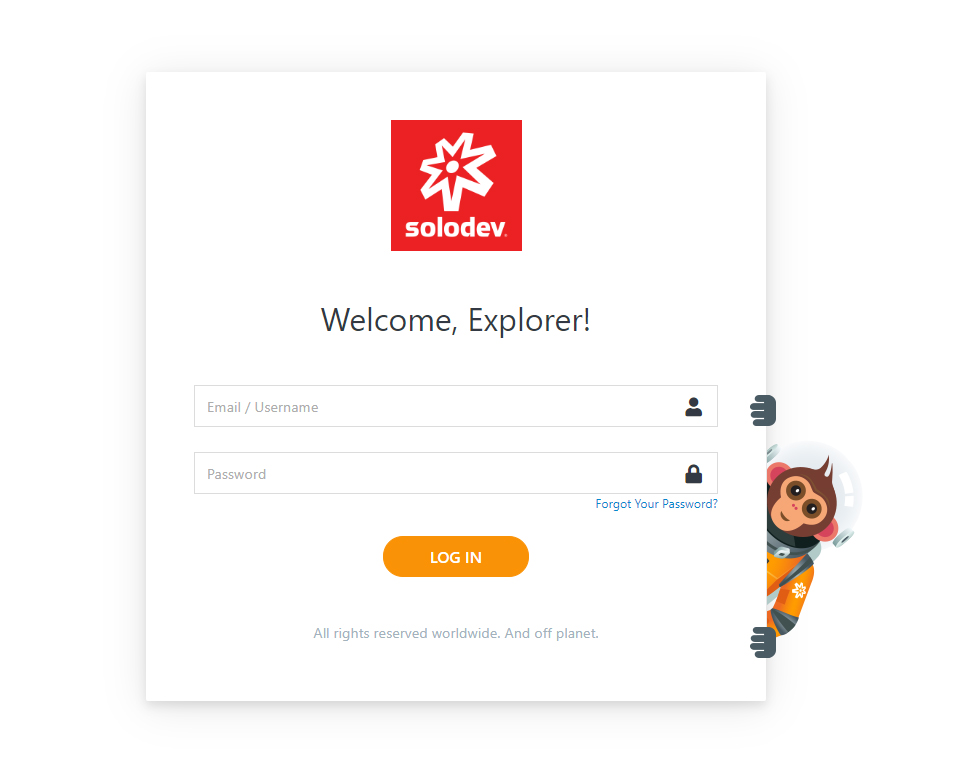 solodev
Welcome, Explorer!
Email / Username
Password
Forgot Your Password?
LOG IN
All rights reserved worldwide. And off planet.